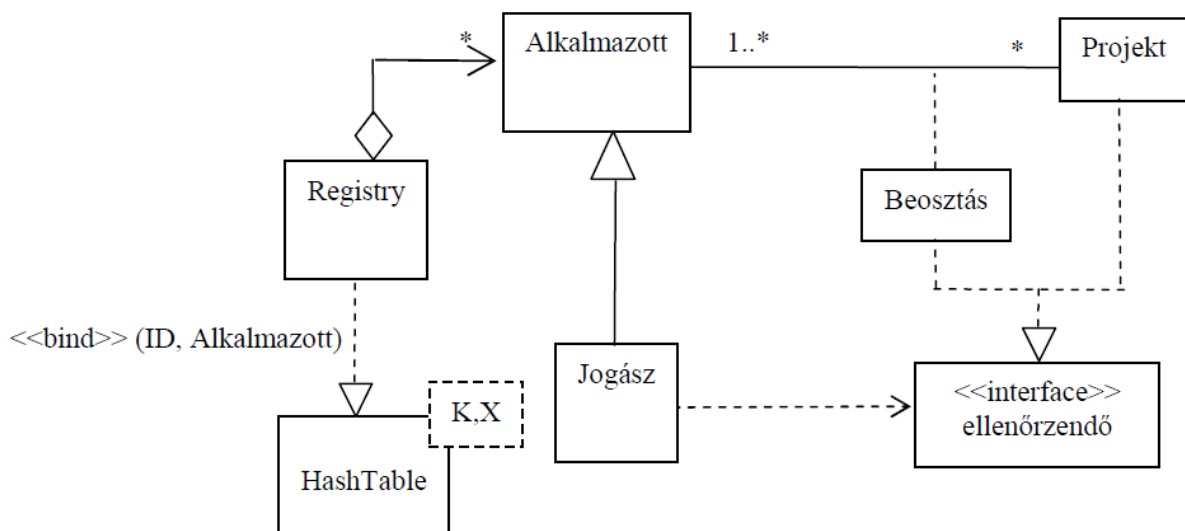 * Alkalmazott 1..* * Projekt
Registry
Beosztás
<<bind>> (ID, Alkalmazott)
Jogász
<<interface>>
ellenőrzendő
K,X
HashTable